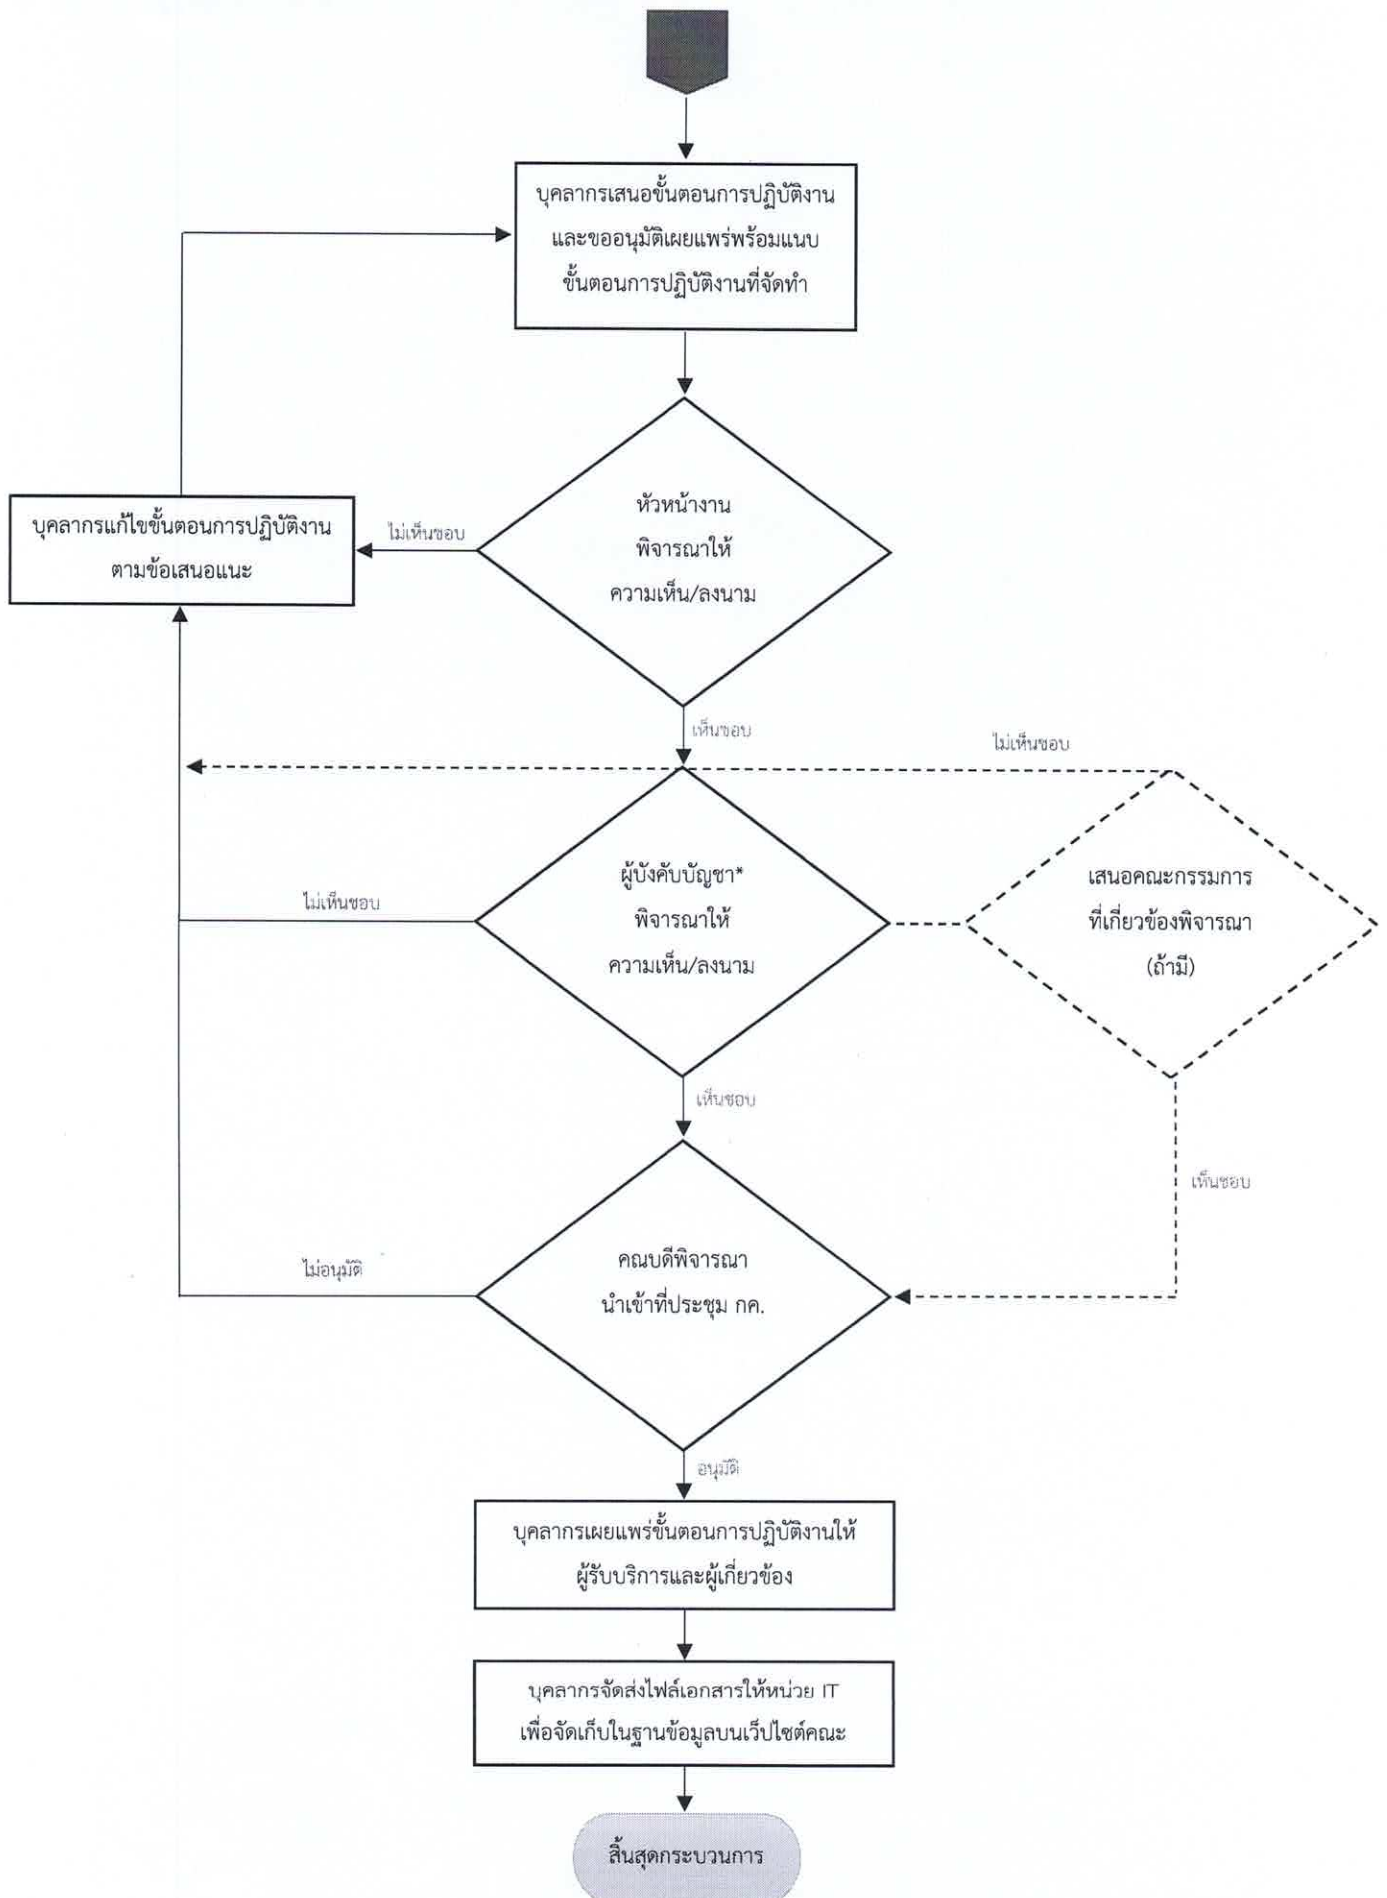 บุคลากรเสนอขั้นตอนการปฏิบัติงาน
และขออนุมัติเผยแพร่พร้อมแนบ
ขั้นตอนการปฏิบัติงานที่จัดทำ
หัวหน้างาน
พิจารณาให้
ความเห็น/ลงนาม
ไม่เห็นชอบ
บุคลากรแก้ไขขั้นตอนการปฏิบัติงาน
ตามข้อเสนอแนะ
เห็นชอบ
ไม่เห็นชอบ
ผู้บังคับบัญชา*
พิจารณาให้
ความเห็น/ลงนาม
ไม่เห็นชอบ
เสนอคณะกรรมการ
ที่เกี่ยวข้องพิจารณา
(ถ้ามี)
เห็นชอบ
เห็นชอบ
คณบดีพิจารณา
นำเข้าที่ประชุม กค.
ไม่อนุมัติ
อนุมัติ
บุคลากรเผยแพร่ขั้นตอนการปฏิบัติงานให้
ผู้รับบริการและผู้เกี่ยวข้อง
บุคลากรจัดส่งไฟล์เอกสารให้หน่วย IT
เพื่อจัดเก็บในฐานข้อมูลบนเว็ปไซต์คณะ
สิ้นสุดกระบวนการ